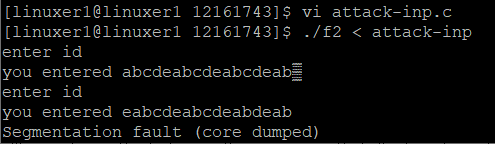 [linuxer1@linuxer1 12161743]$ vi attack-inp.c
[linuxer1@linuxer1 12161743]$ ./f2 < attack-inp
enter id
you entered abcdeabcdeabcdeab▒
enter id
you entered eabcdeabcdeabdeab
Segmentation fault (core dumped)